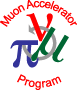 Muon Accelerator
π ν μ
Program